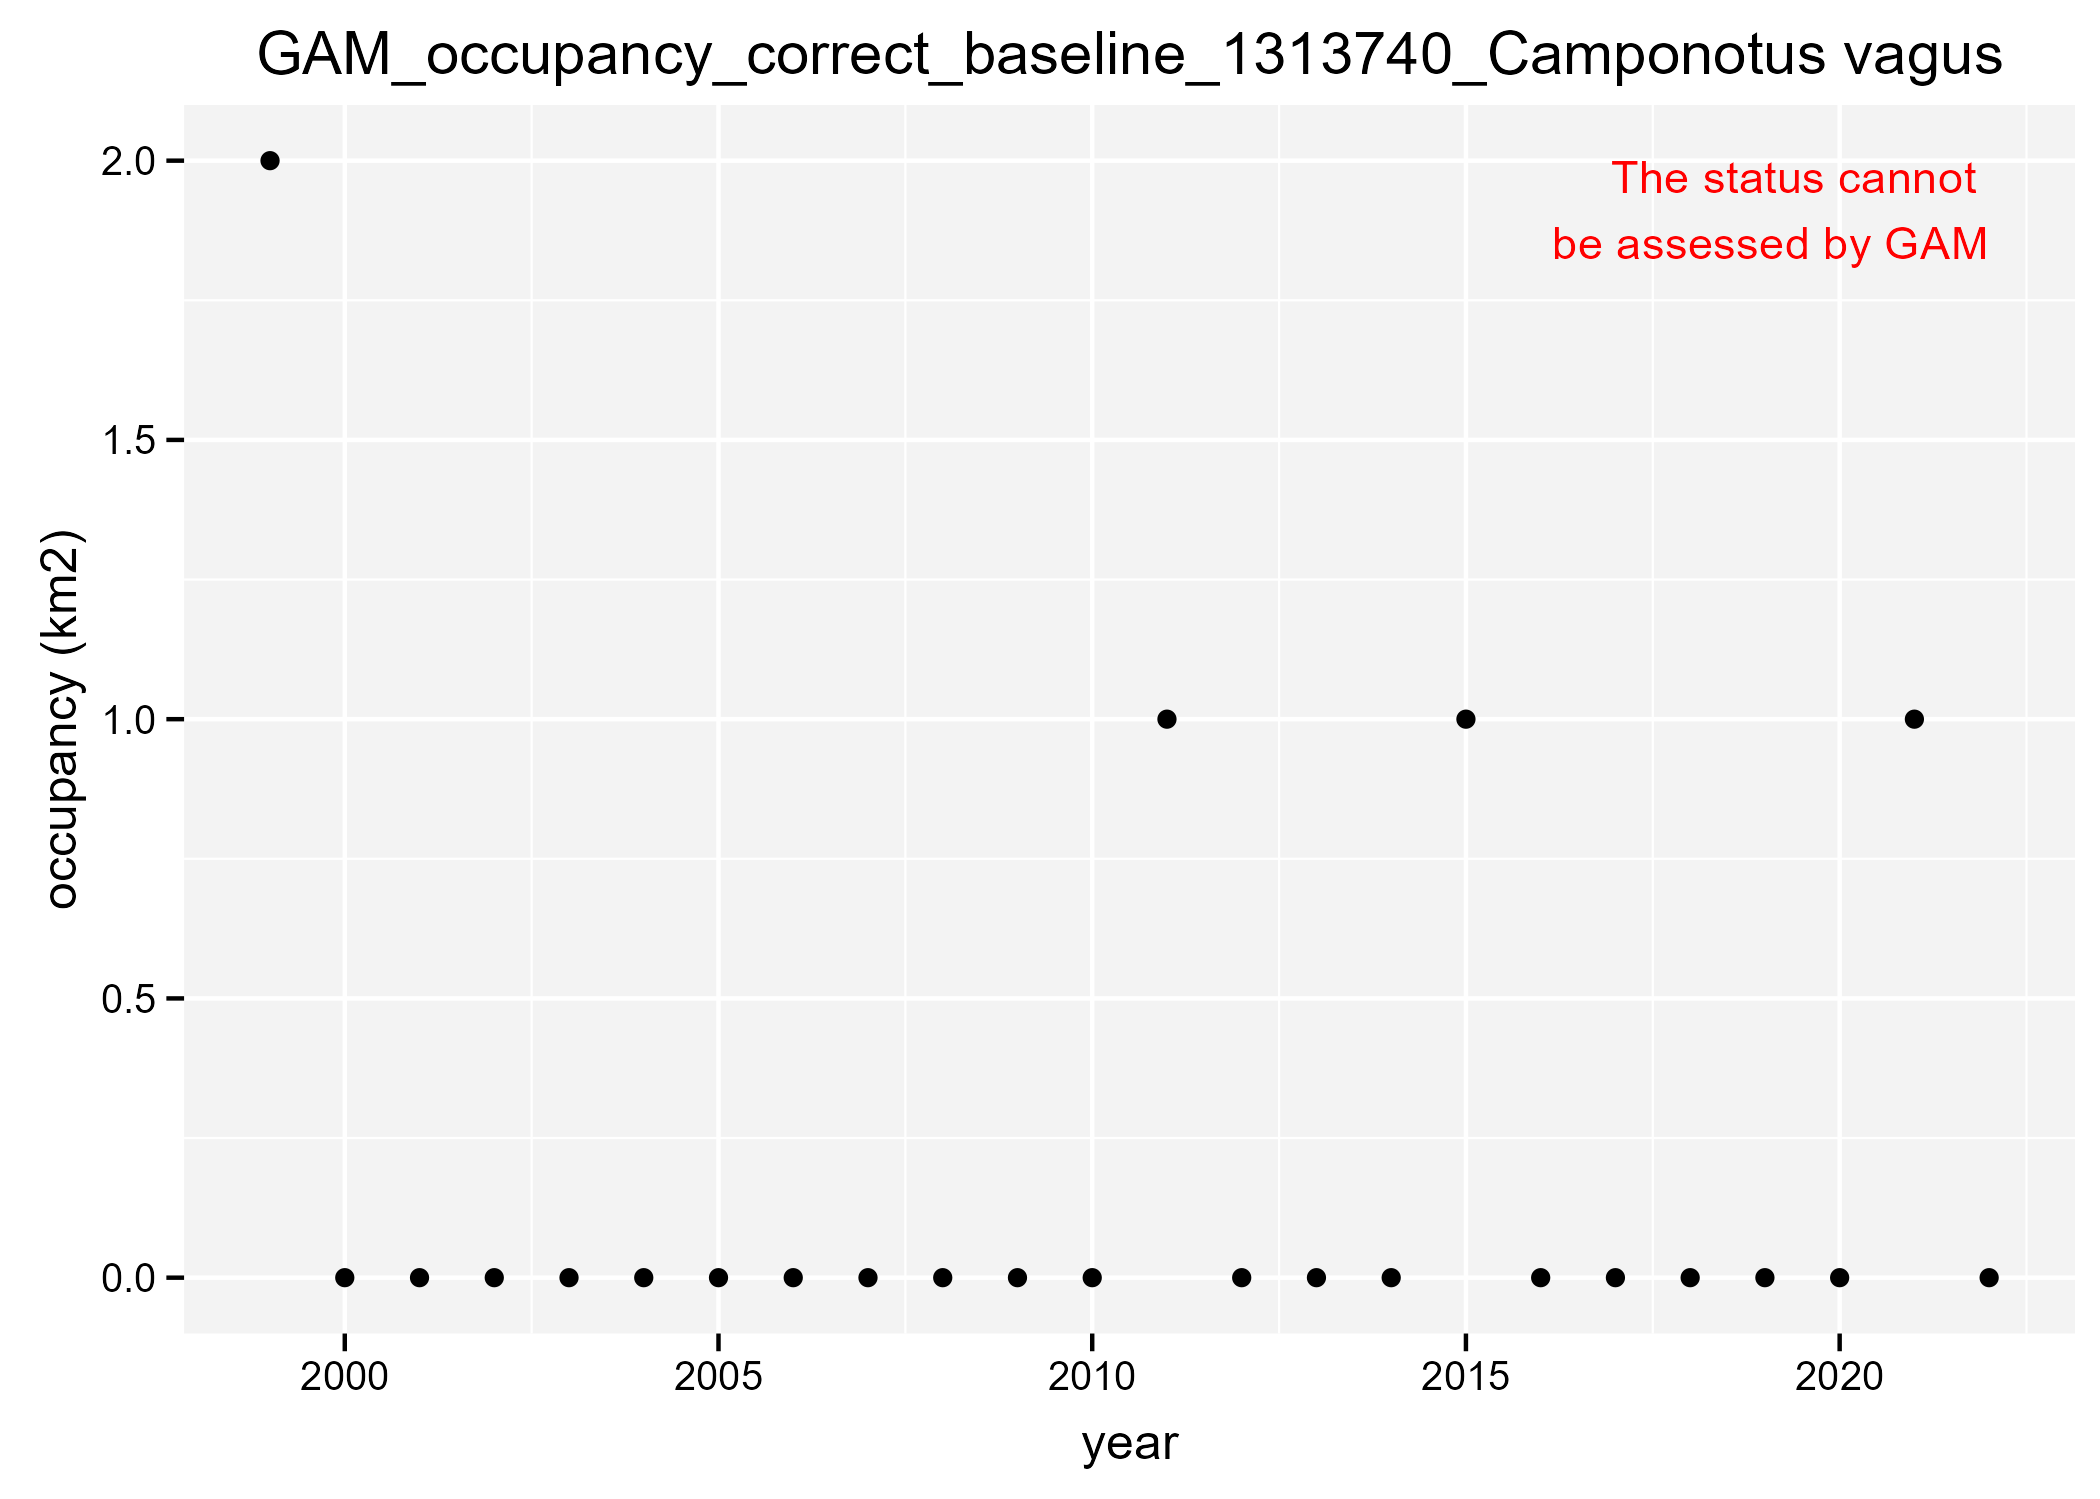 GAM_occupancy_correct_baseline_1313740_Camponotus vagus
The status cannot
be assessed by GAM
occupancy (km2)
2.0
1.5
1.0
0.5
0.0
2000 2005 2010 2015 2020
year